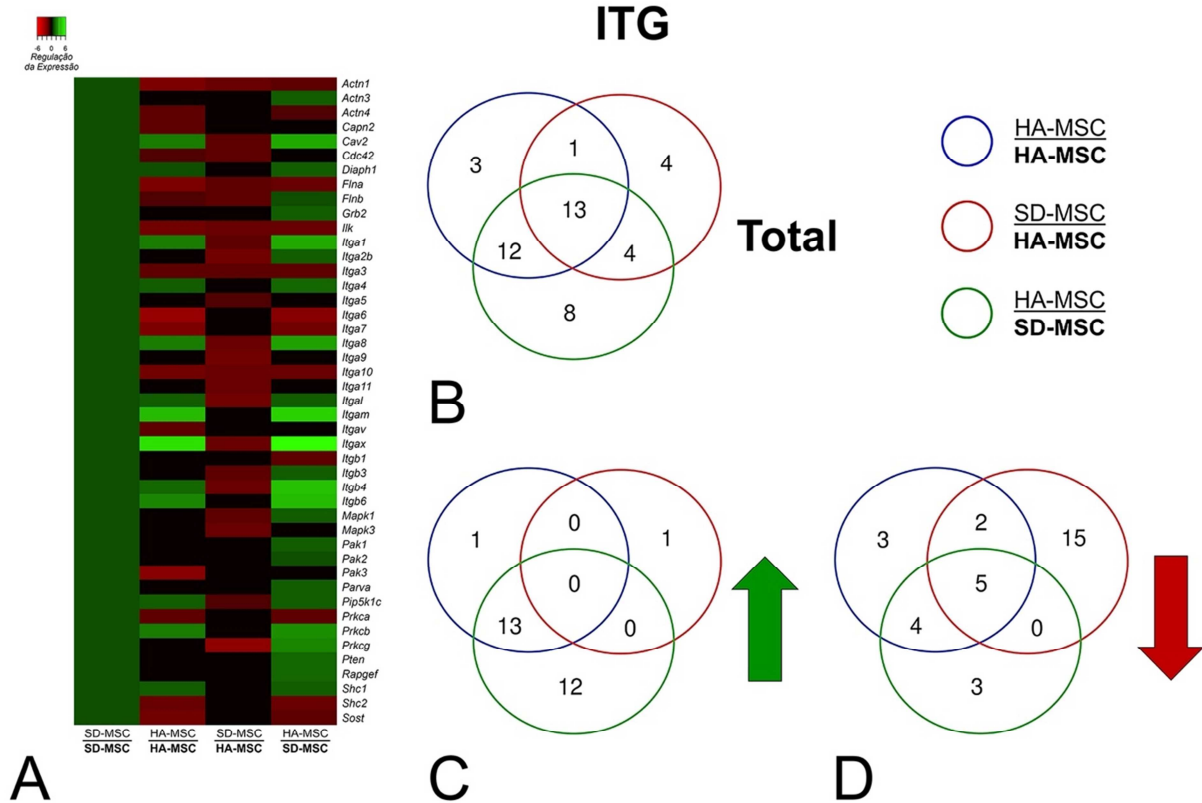 ITG
-6 0 6
Regulação
da Expressão
Actn1
Actn3
Actn4
Capn2
Cav2
Cdc42
Diaph1
Flna
Flnb
Grb2
Ilk
Itga1
Itga2b
Itga3
Itga4
Itga5
Itga6
Itga7
Itga8
Itga9
Itga10
Itga11
Itgal
Itgam
Itgav
Itgax
Itgb1
Itgb3
Itgb4
Itgb6
Mapk1
Mapk3
Pak1
Pak2
Pak3
Parva
Pip5k1c
Prkca
Prkcb
Prkcg
Pten
Rapgef
Shc1
Shc2
Sost
SD-MSC HA-MSC SD-MSC HA-MSC
SD-MSC HA-MSC HA-MSC SD-MSC
A
3 1 4
13
12 4
8
Total
B
HA-MSC
HA-MSC
SD-MSC
HA-MSC
HA-MSC
SD-MSC
1 0 1
0
13 0
12
C
3 2 15
5
4 0
3
D